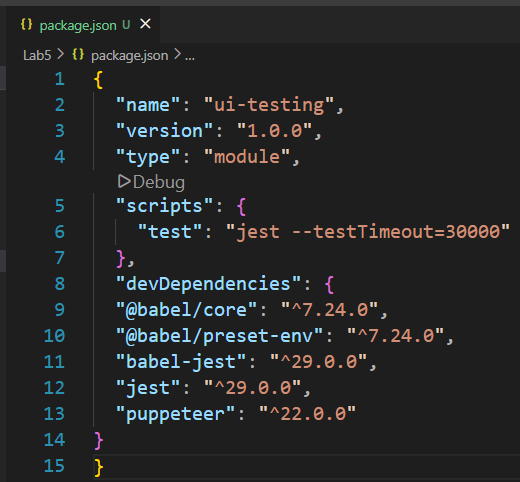 {} package.json U ×
Lab5 > {} package.json > ...
1 {
2   "name": "ui-testing",
3   "version": "1.0.0",
4   "type": "module",
Debug
5   "scripts": {
6     "test": "jest --testTimeout=30000"
7   },
8   "devDependencies": {
9   "@babel/core": "^7.24.0",
10   "@babel/preset-env": "^7.24.0",
11   "babel-jest": "^29.0.0",
12   "jest": "^29.0.0",
13   "puppeteer": "^22.0.0"
14 }
15 }